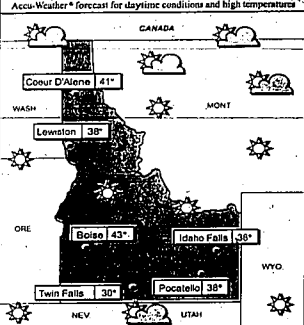 Accu-Weather® forecast for daytime conditions and high temperatures
CANADA
Coeur D'Alene 41°
WASH
MONT
Lewiston 38°
ORE
Boise 43°
Idaho Falls 36°
WYO.
Twin Falls 30°
Pocatello 38°
NEV.
UTAH